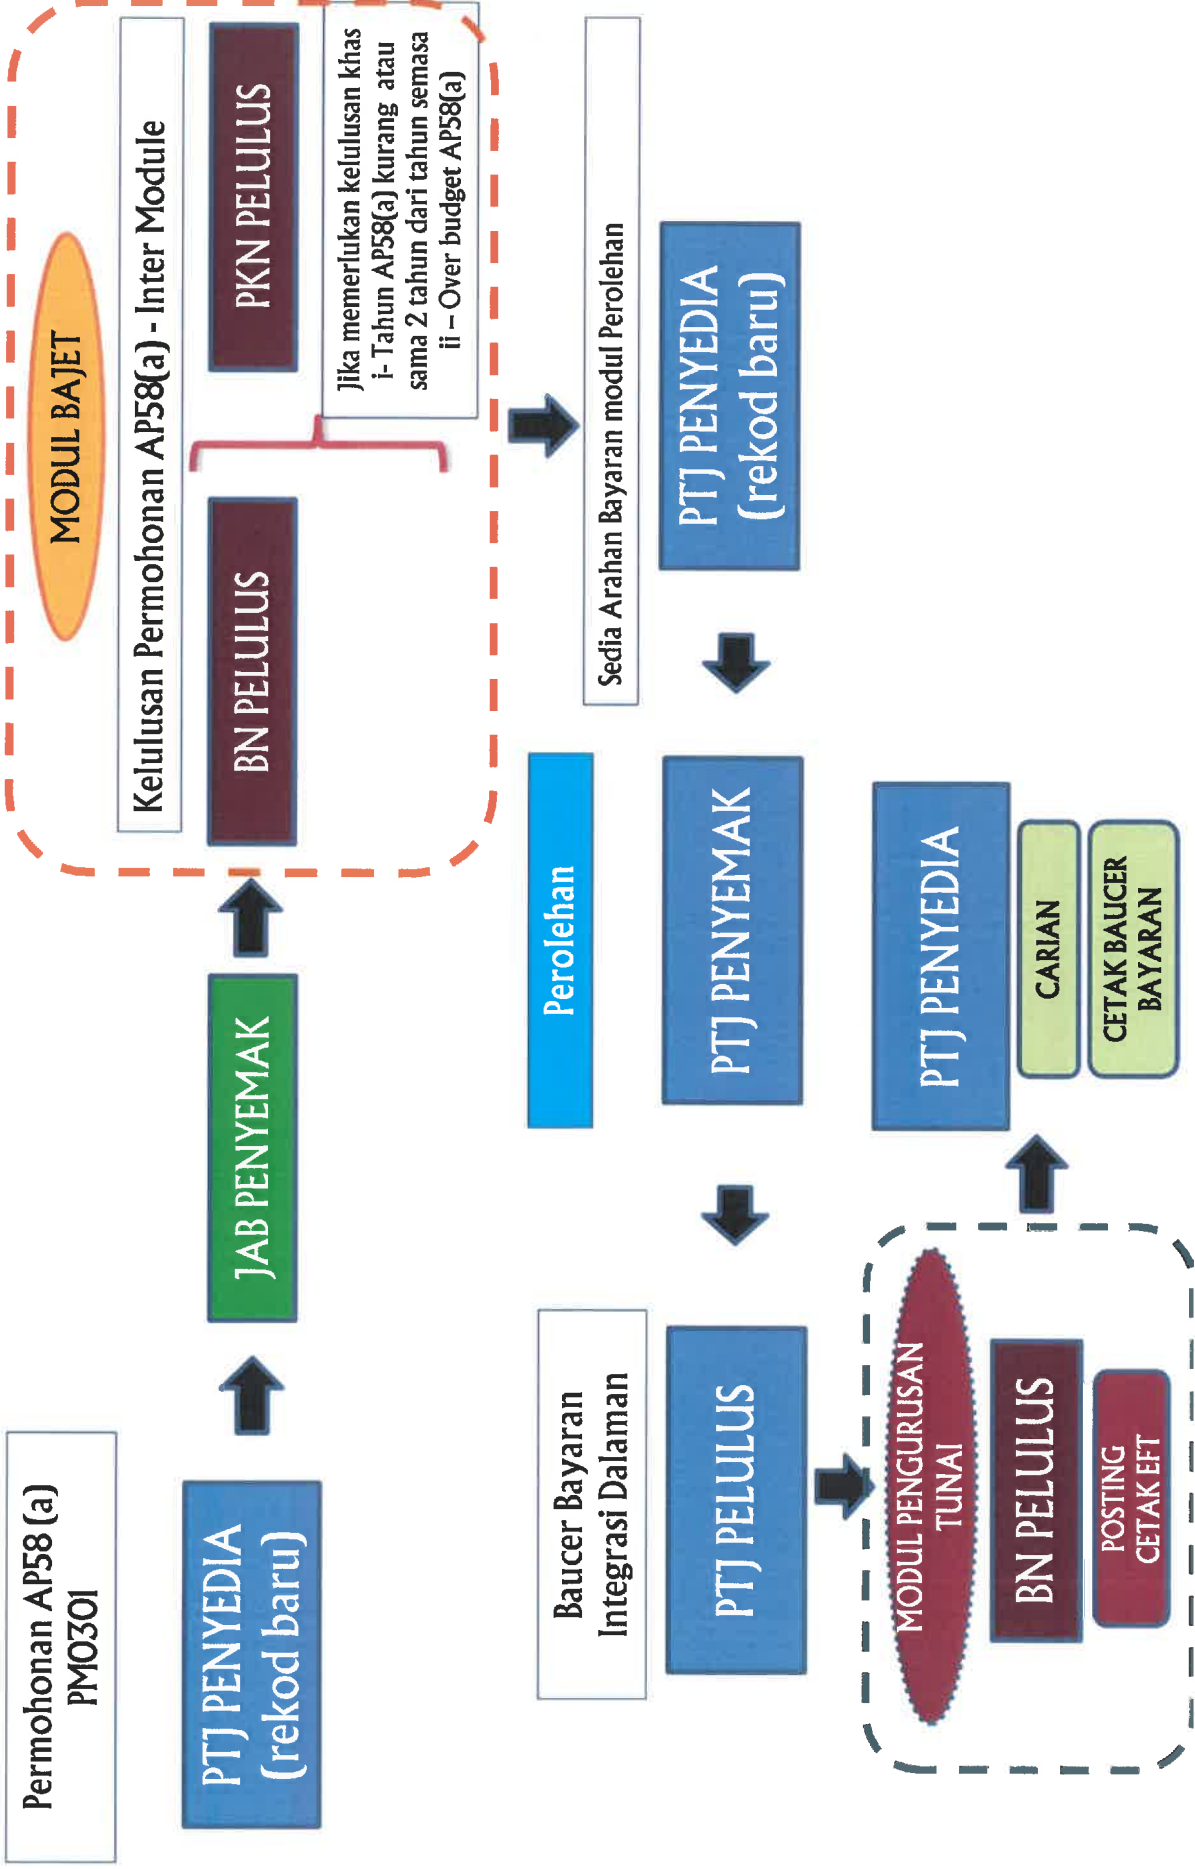 Permohonan AP58 (a)
PM0301
PTJ PENYEDIA
(rekod baru)
JAB PENYEMAK
MODUL BAJET
Kelulusan Permohonan AP58(a) - Inter Module
BN PELULUS
PKN PELULUS
Jika memerlukan kelulusan khas
i- Tahun AP58(a) kurang atau
sama 2 tahun dari tahun semasa
ii – Over budget AP58(a)
Sedia Arahan Bayaran modul Perolehan
PTJ PENYEDIA
(rekod baru)
Perolehan
PTJ PENYEMAK
Baucer Bayaran
Integrasi Dalaman
PTJ PELULUS
MODUL PENGURUSAN
TUNAI
BN PELULUS
POSTING
CETAK EFT
PTJ PENYEDIA
CARIAN
CETAK BAUCER
BAYARAN